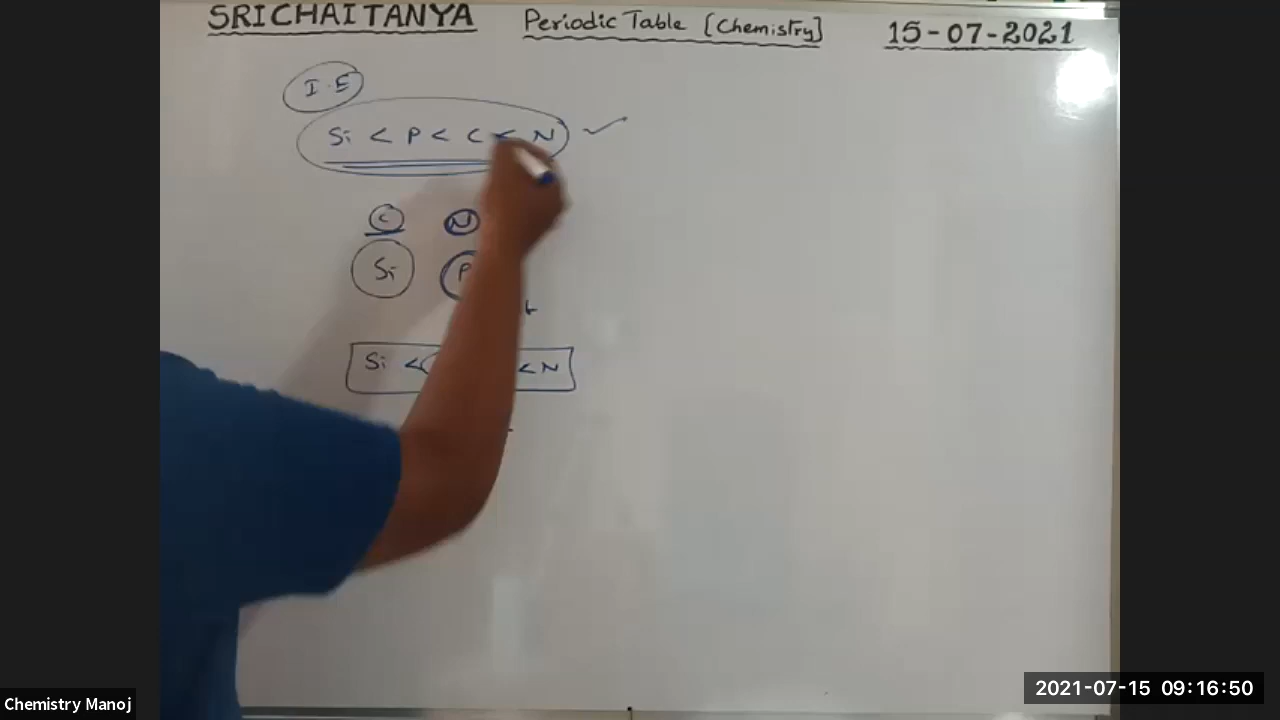 SRICHAITANYA Periodic Table [Chemistry] 15-07-2021
I.E
Si < P < C < N
C N
Si P
Si < < N
Chemistry Manoj
2021-07-15 09:16:50